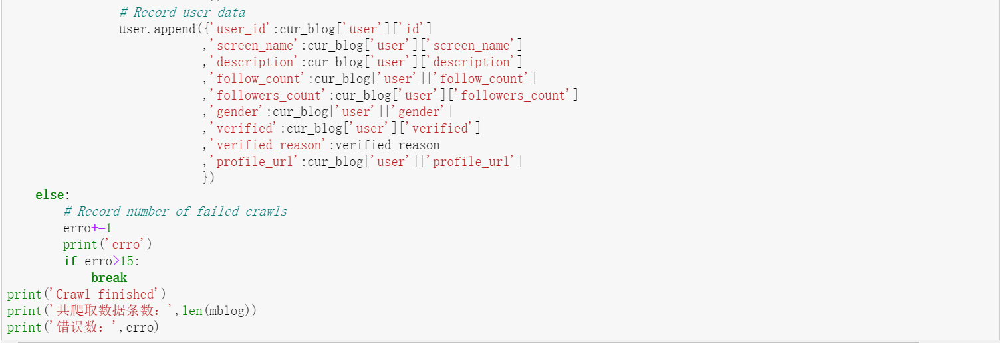 # Record user data
user.append({'user_id':cur_blog['user']['id']
,'screen_name':cur_blog['user']['screen_name']
,'description':cur_blog['user']['description']
,'follow_count':cur_blog['user']['follow_count']
,'followers_count':cur_blog['user']['followers_count']
,'gender':cur_blog['user']['gender']
,'verified':cur_blog['user']['verified']
,'verified_reason':verified_reason
,'profile_url':cur_blog['user']['profile_url']
})
else:
# Record number of failed crawls
erro+=1
print('erro')
if erro>15:
break
print('Crawl finished')
print('共爬取数据条数：',len(mblog))
print('错误数：',erro)